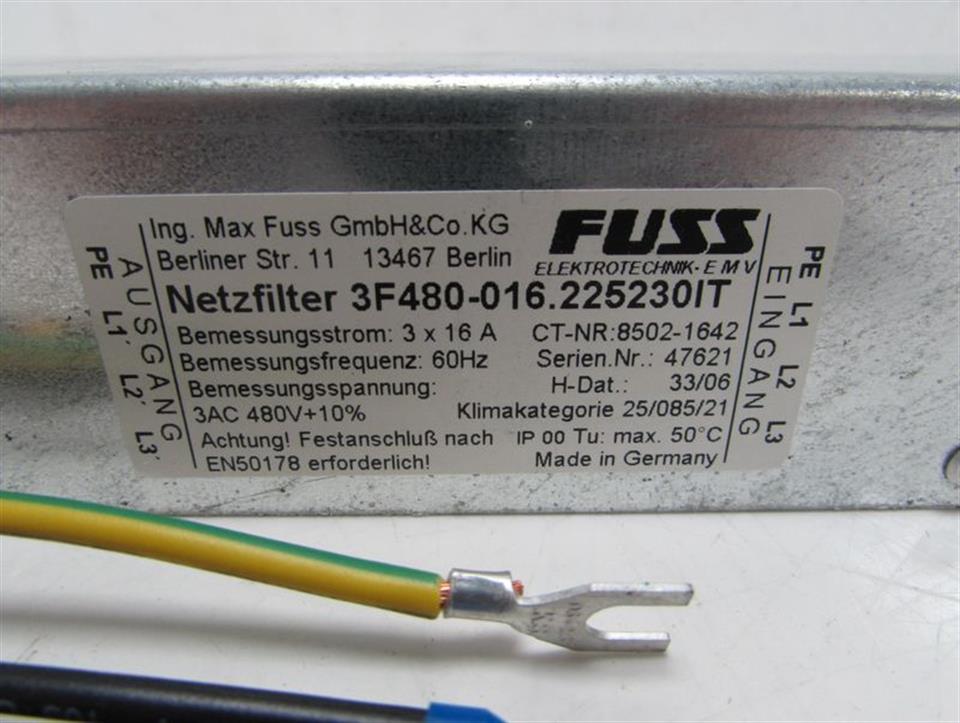 Ing. Max Fuss GmbH&Co.KG
Berliner Str. 11 13467 Berlin
FUSS
ELEKTROTECHNIK-EMV
Netzfilter 3F480-016.225230IT
Bemessungsstrom: 3 x 16 A CT-NR:8502-1642
Bemessungsfrequenz: 60Hz Serien.Nr.: 47621
Bemessungsspannung: H-Dat.: 33/06
3AC 480V+10% Klimakategorie 25/085/21
Achtung! Festanschluß nach IP 00 Tu: max. 50°C
EN50178 erforderlich! Made in Germany
AUSGANG
PE L1' L2' L3'
PE L1 L2 L3
EINGANG